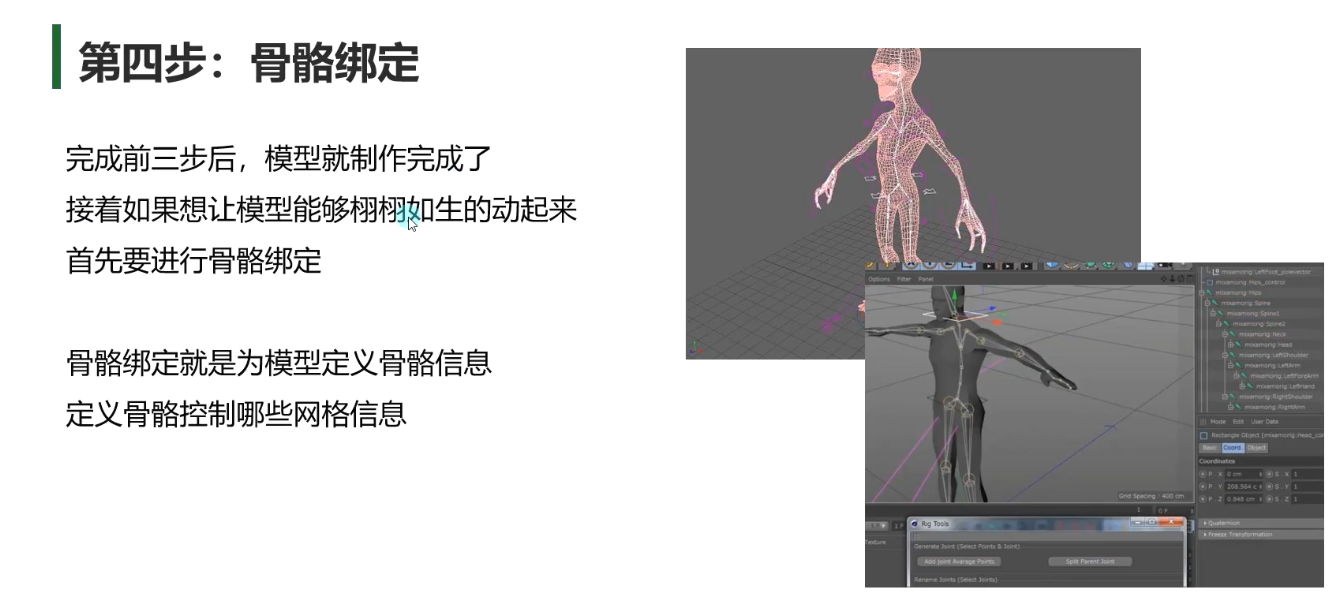 第四步：骨骼绑定
完成前三步后，模型就制作完成了
接着如果想让模型能够栩栩如生的动起来
首先要进行骨骼绑定
骨骼绑定就是为模型定义骨骼信息
定义骨骼控制哪些网格信息
Options Filter Panel
Grid Spacing : 400 cm
mixamorig:LeftFoot_polevector
mixamorig:Hips_control
mixamorig:Hips
mixamorig:Spine
mixamorig:Spine1
mixamorig:Spine2
mixamorig:Neck
mixamorig:Head
mixamorig:LeftShoulder
mixamorig:LeftArm
mixamorig:LeftForeArm
mixamorig:LeftHand
mixamorig:RightShoulder
mixamorig:RightArm
Mode Edit User Data
Rectangle Object [mixamorig:Head_con
Basic Coord. Object
Coordinates
P . X 0 cm S . X 1
P . Y 208.564 c S . Y 1
P . Z 0.948 cm S . Z 1
Quaternion
Freeze Transformation
Rig Tools
Generate Joint (Select Points & Joint)
Add Joint Avarage Points Split Parent Joint
Rename Joints (Select Joints)